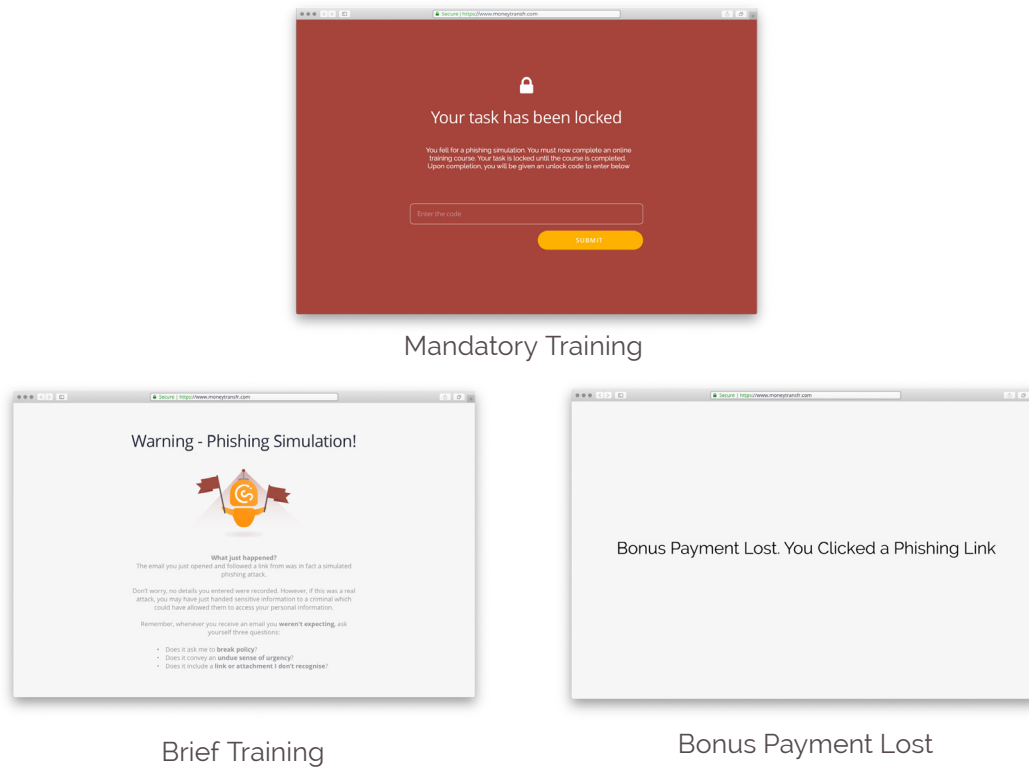 Secure | https://www.moneytransfr.com
Your task has been locked
You fell for a phishing simulation. You must now complete an online
training course. Your task is locked until the course is completed.
Upon completion, you will be given an unlock code to enter below
Enter the code
SUBMIT
Mandatory Training
Secure | https://www.moneytransfr.com
Warning - Phishing Simulation!
What just happened?
The email you just opened and followed a link from was in fact a simulated
phishing attack.
Don't worry, no details you entered were recorded. However, if this was a real
attack, you may have just handed sensitive information to a criminal which
could have allowed them to access your personal information.
Remember, whenever you receive an email you weren't expecting, ask
yourself three questions:
• Does it ask me to break policy?
• Does it convey an undue sense of urgency?
• Does it include a link or attachment I don't recognise?
Brief Training
Secure | https://www.moneytransfr.com
Bonus Payment Lost. You Clicked a Phishing Link
Bonus Payment Lost